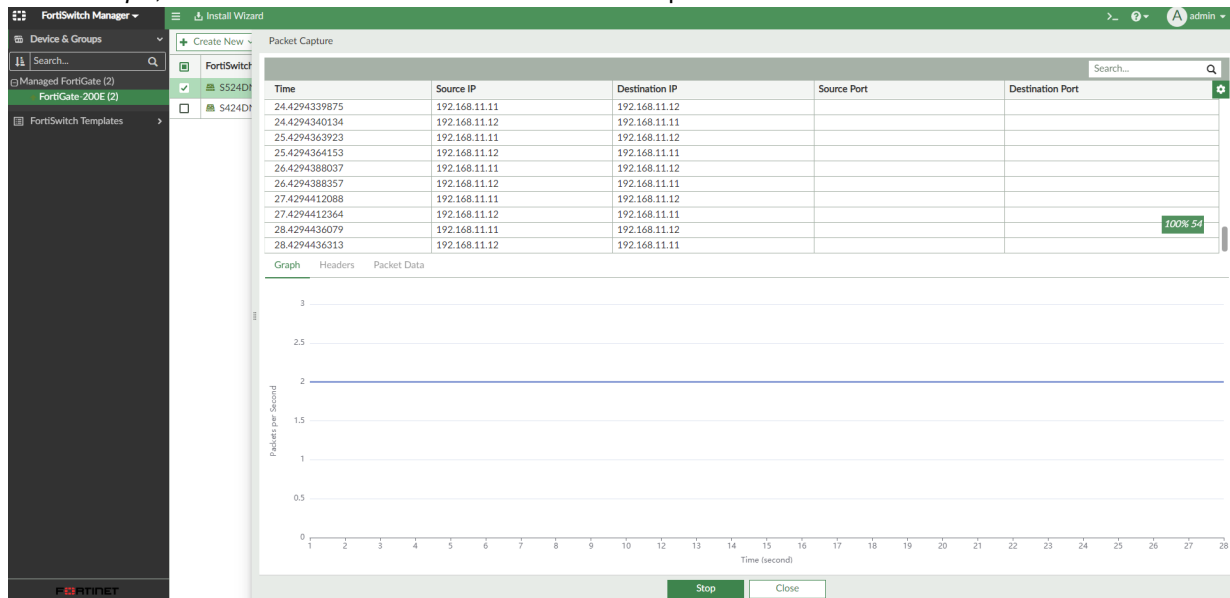 FortiSwitch Manager
Install Wizard
admin
Device & Groups
Search...
Managed FortiGate (2)
FortiGate-200E (2)
FortiSwitch Templates
Create New
FortiSwitch
S524D
S424D
Packet Capture
Search...
Time Source IP Destination IP Source Port Destination Port
24.4294339875 192.168.11.11 192.168.11.12
24.4294340134 192.168.11.12 192.168.11.11
25.4294363923 192.168.11.11 192.168.11.12
25.4294364153 192.168.11.12 192.168.11.11
26.4294388037 192.168.11.11 192.168.11.12
26.4294388357 192.168.11.12 192.168.11.11
27.4294412088 192.168.11.11 192.168.11.12
27.4294412364 192.168.11.12 192.168.11.11
28.4294436079 192.168.11.11 192.168.11.12
28.4294436313 192.168.11.12 192.168.11.11
100% 54
Graph Headers Packet Data
3
2.5
2
1.5
1
0.5
0
Packets per Second
1 2 3 4 5 6 7 8 9 10 12 13 14 15 16 17 18 19 20 21 22 23 24 25 26 27 28
Time (second)
Stop Close
FORTINET